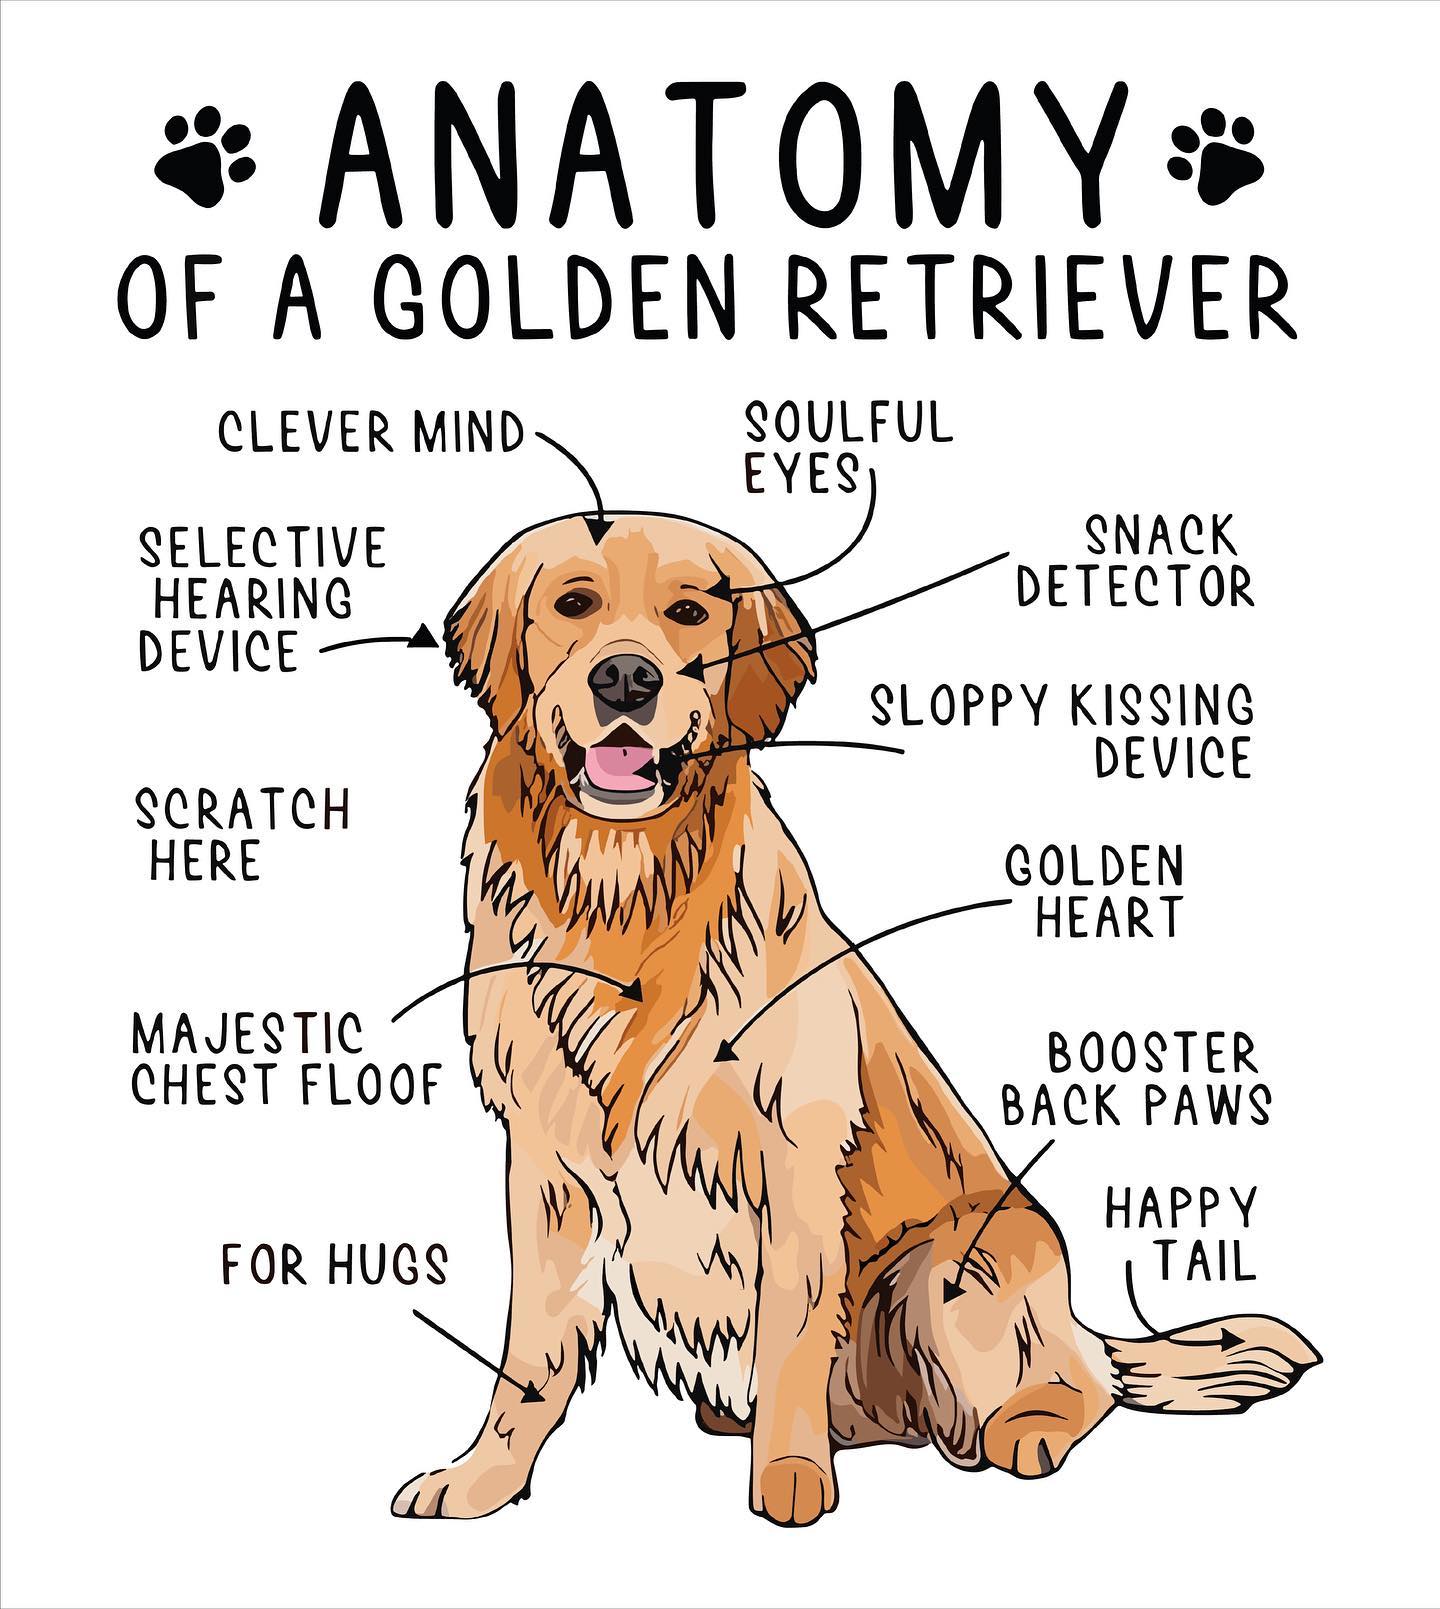 ANATOMY
OF A GOLDEN RETRIEVER
CLEVER MIND
SOULFUL
EYES
SELECTIVE
HEARING
DEVICE
SNACK
DETECTOR
SLOPPY KISSING
DEVICE
SCRATCH
HERE
GOLDEN
HEART
MAJESTIC
CHEST FLOOF
BOOSTER
BACK PAWS
HAPPY
TAIL
FOR HUGS